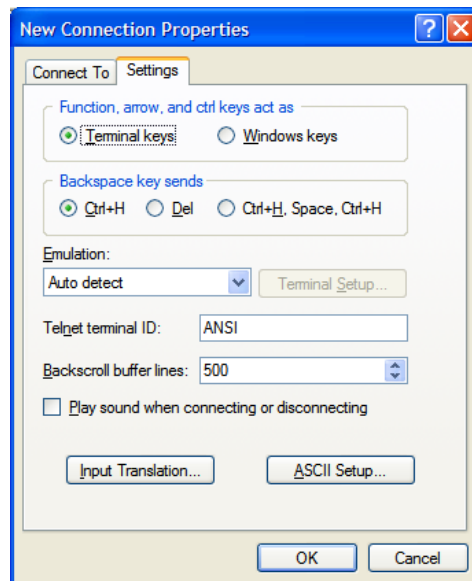 New Connection Properties
Connect To Settings
Function, arrow, and ctrl keys act as
Terminal keys Windows keys
Backspace key sends
Ctrl+H Del Ctrl+H, Space, Ctrl+H
Emulation:
Auto detect Terminal Setup...
Telnet terminal ID: ANSI
Backscroll buffer lines: 500
Play sound when connecting or disconnecting
Input Translation... ASCII Setup...
OK Cancel